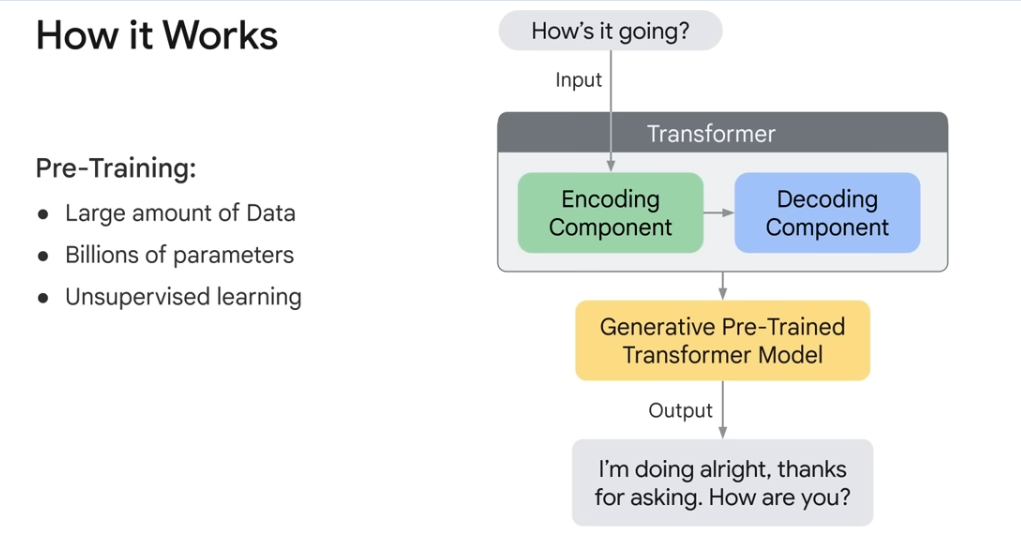 How it Works
Pre-Training:
● Large amount of Data
● Billions of parameters
● Unsupervised learning
How’s it going?
Input
Transformer
Encoding
Component
Decoding
Component
Generative Pre-Trained
Transformer Model
Output
I’m doing alright, thanks
for asking. How are you?